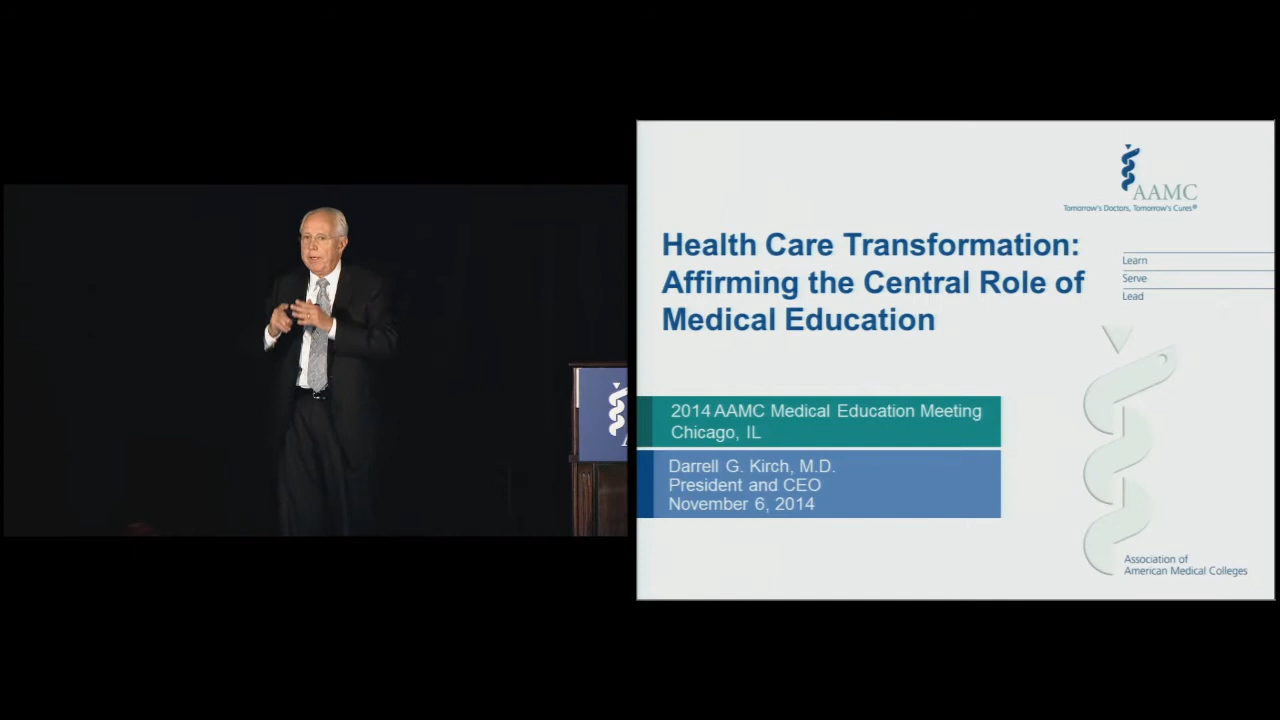 AAMC
Tomorrow's Doctors, Tomorrow's Cures®
Health Care Transformation:
Affirming the Central Role of
Medical Education
Learn
Serve
Lead
2014 AAMC Medical Education Meeting
Chicago, IL
Darrell G. Kirch, M.D.
President and CEO
November 6, 2014
Association of
American Medical Colleges